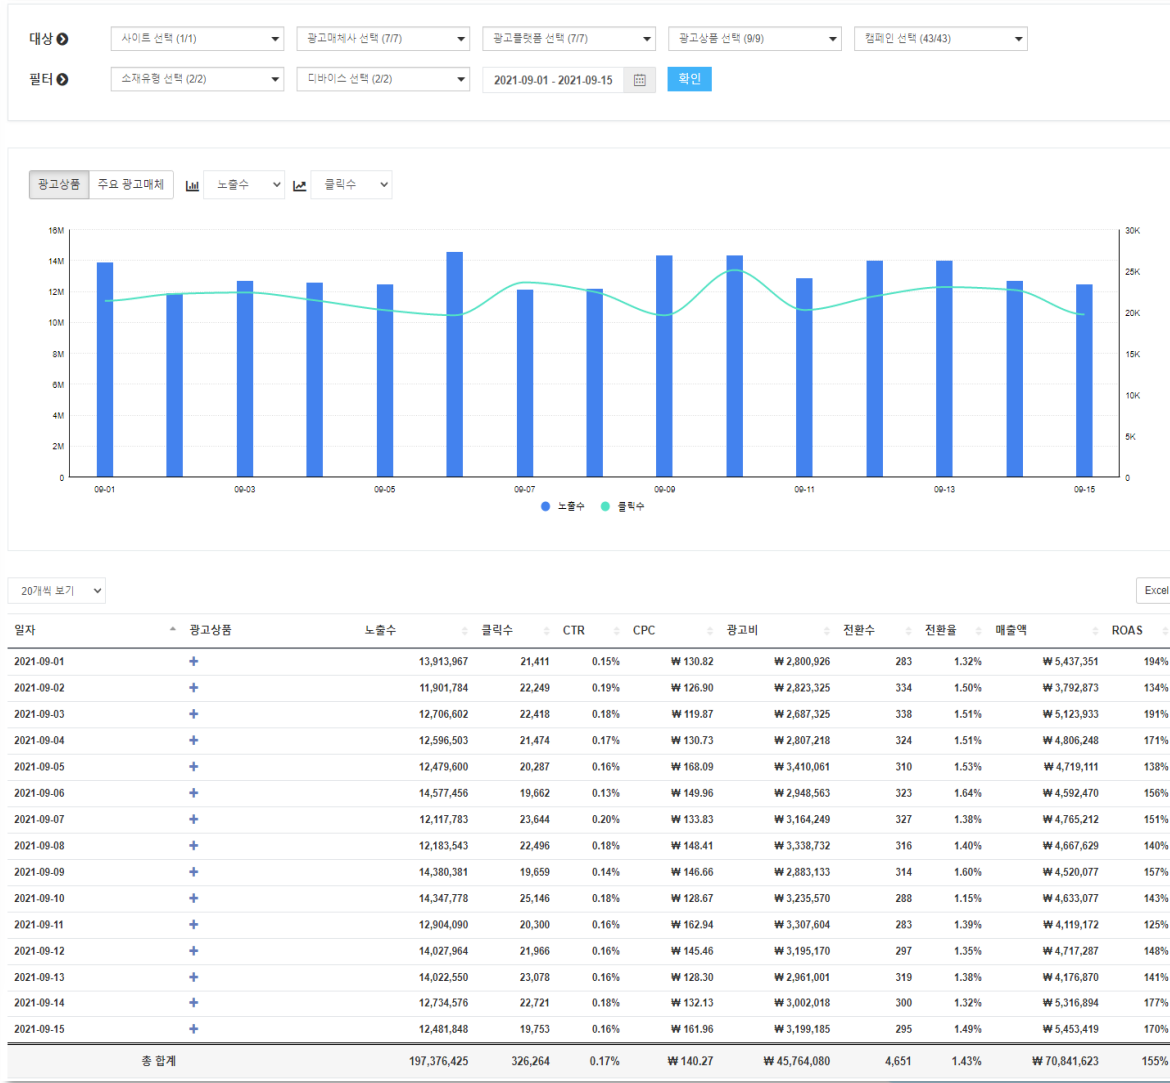 대상 사이트 선택 (1/1) 광고매체사 선택 (7/7) 광고플랫폼 선택 (7/7) 광고상품 선택 (9/9) 캠페인 선택 (43/43)
필터 소재유형 선택 (2/2) 디바이스 선택 (2/2) 2021-09-01 - 2021-09-15 확인
광고상품 주요 광고매체 노출수 클릭수
16M 30K
14M
25K
12M
20K
10M
8M 15K
6M
10K
4M
5K
2M
0 0
09-01 09-03 09-05 09-07 09-09 09-11 09-13 09-15
노출수 클릭수
20개씩 보기 Excel
일자 광고상품 노출수 클릭수 CTR CPC 광고비 전환수 전환율 매출액 ROAS
2021-09-01 + 13,913,967 21,411 0.15% ₩ 130.82 ₩ 2,800,926 283 1.32% ₩ 5,437,351 194%
2021-09-02 + 11,901,784 22,249 0.19% ₩ 126.90 ₩ 2,823,325 334 1.50% ₩ 3,792,873 134%
2021-09-03 + 12,706,602 22,418 0.18% ₩ 119.87 ₩ 2,687,325 338 1.51% ₩ 5,123,933 191%
2021-09-04 + 12,596,503 21,474 0.17% ₩ 130.73 ₩ 2,807,218 324 1.51% ₩ 4,806,248 171%
2021-09-05 + 12,479,600 20,287 0.16% ₩ 168.09 ₩ 3,410,061 310 1.53% ₩ 4,719,111 138%
2021-09-06 + 14,577,456 19,662 0.13% ₩ 149.96 ₩ 2,948,563 323 1.64% ₩ 4,592,470 156%
2021-09-07 + 12,117,783 23,644 0.20% ₩ 133.83 ₩ 3,164,249 327 1.38% ₩ 4,765,212 151%
2021-09-08 + 12,183,543 22,496 0.18% ₩ 148.41 ₩ 3,338,732 316 1.40% ₩ 4,667,629 140%
2021-09-09 + 14,380,381 19,659 0.14% ₩ 146.66 ₩ 2,883,133 314 1.60% ₩ 4,520,077 157%
2021-09-10 + 14,347,778 25,146 0.18% ₩ 128.67 ₩ 3,235,570 288 1.15% ₩ 4,633,077 143%
2021-09-11 + 12,904,090 20,300 0.16% ₩ 162.94 ₩ 3,307,604 283 1.39% ₩ 4,119,172 125%
2021-09-12 + 14,027,964 21,966 0.16% ₩ 145.46 ₩ 3,195,170 297 1.35% ₩ 4,717,287 148%
2021-09-13 + 14,022,550 23,078 0.16% ₩ 128.30 ₩ 2,961,001 319 1.38% ₩ 4,176,870 141%
2021-09-14 + 12,734,576 22,721 0.18% ₩ 132.13 ₩ 3,002,018 300 1.32% ₩ 5,316,894 177%
2021-09-15 + 12,481,848 19,753 0.16% ₩ 161.96 ₩ 3,199,185 295 1.49% ₩ 5,453,419 170%
총 합계 197,376,425 326,264 0.17% ₩ 140.27 ₩ 45,764,080 4,651 1.43% ₩ 70,841,623 155%